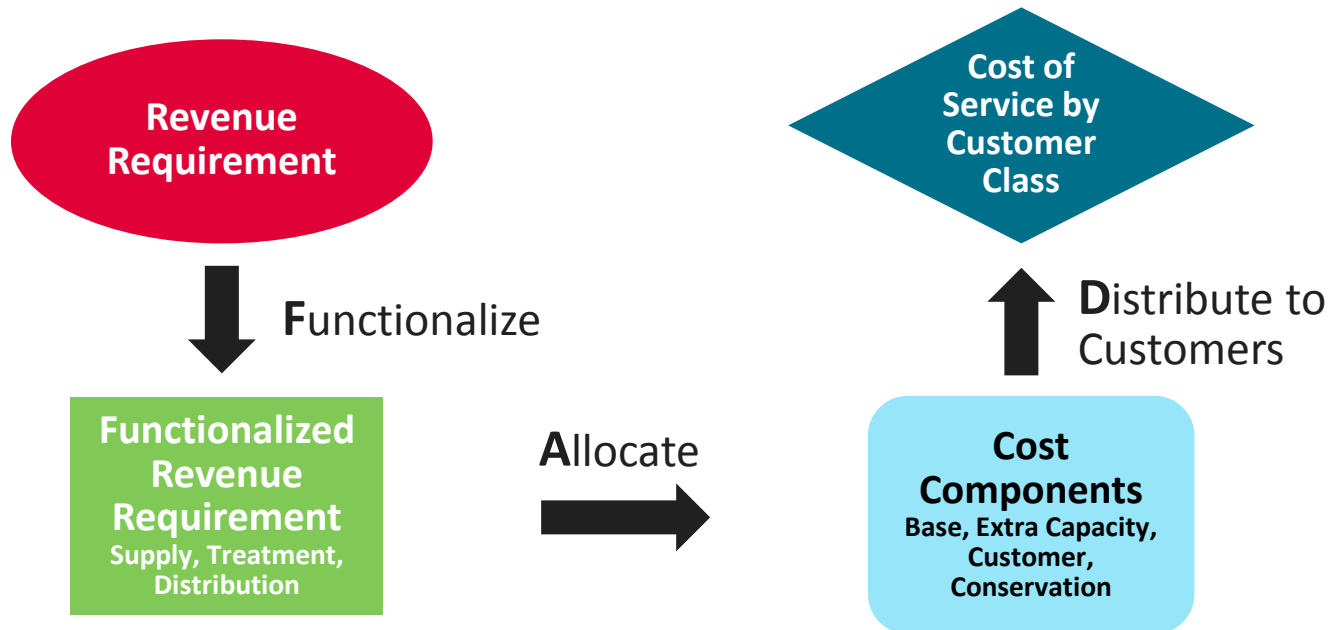 Revenue
Requirement
Functionalize
Functionalized
Revenue
Requirement
Supply, Treatment,
Distribution
Allocate
Cost
Components
Base, Extra Capacity,
Customer,
Conservation
Distribute to
Customers
Cost of
Service by
Customer
Class